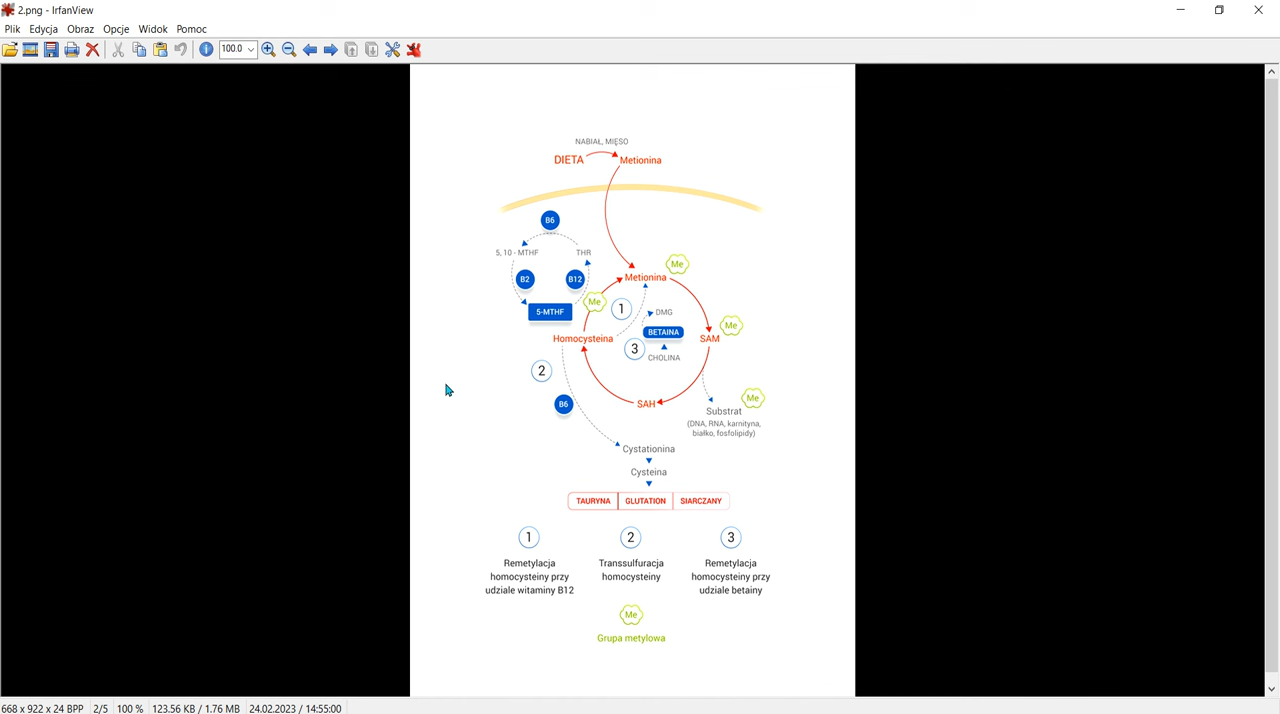 2.png - IrfanView
Plik Edycja Obraz Opcje Widok Pomoc
100.0
NABIAŁ, MIĘSO
DIETA Metionina
B6
5, 10 - MTHF THR
B2 B12
5-MTHF
Metionina Me
Me 1 DMG
BETAINA
Homocysteina SAM Me
3 CHOLINA
2
B6 SAH Me
Substrat
(DNA, RNA, karnityna,
białko, fosfolipidy)
Cystationina
Cysteina
TAURYNA GLUTATION SIARCZANY
1
Remetylacja
homocysteiny przy
udziale witaminy B12
2
Transsulfuracja
homocysteiny
3
Remetylacja
homocysteiny przy
udziale betainy
Me
Grupa metylowa
668 x 922 x 24 BPP 2/5 100 % 123.56 KB / 1.76 MB 24.02.2023 / 14:55:00